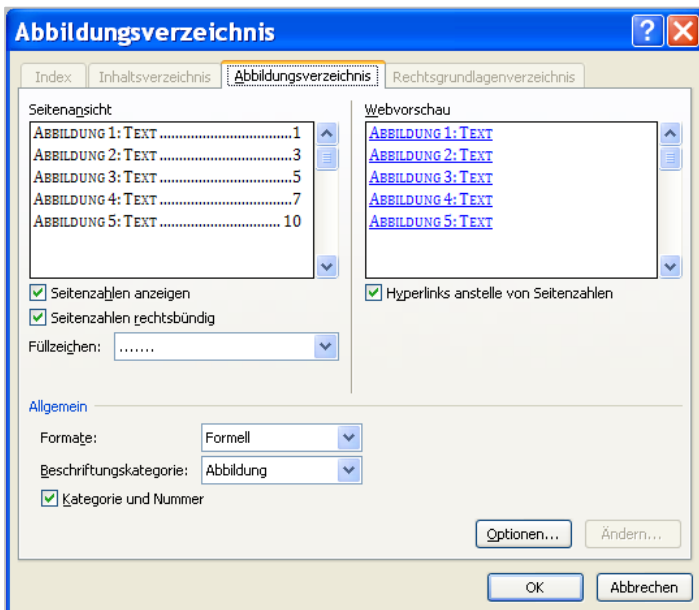 Abbildungsverzeichnis
Index Inhaltsverzeichnis Abbildungsverzeichnis Rechtsgrundlagenverzeichnis
Seitenansicht
ABBILDUNG 1: TEXT ................................1
ABBILDUNG 2: TEXT ................................3
ABBILDUNG 3: TEXT ................................5
ABBILDUNG 4: TEXT ................................7
ABBILDUNG 5: TEXT ............................. 10
Seitenzahlen anzeigen
Seitenzahlen rechtsbündig
Füllzeichen: .......
Webvorschau
ABBILDUNG 1: TEXT
ABBILDUNG 2: TEXT
ABBILDUNG 3: TEXT
ABBILDUNG 4: TEXT
ABBILDUNG 5: TEXT
Hyperlinks anstelle von Seitenzahlen
Allgemein
Formate: Formell
Beschriftungskategorie: Abbildung
Kategorie und Nummer
Optionen... Ändern...
OK Abbrechen